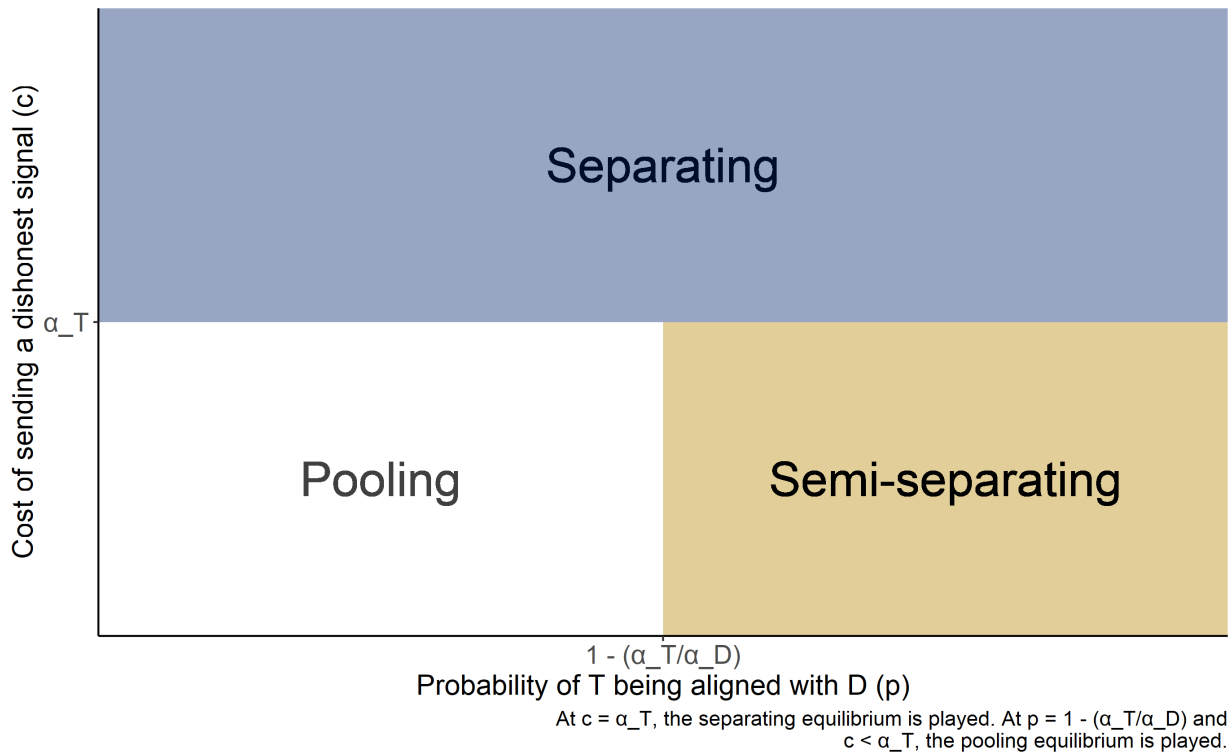 Cost of sending a dishonest signal (c)
Separating
α_T
Pooling
Semi-separating
1 - (α_T/α_D)
Probability of T being aligned with D (p)
At c = α_T, the separating equilibrium is played. At p = 1 - (α_T/α_D) and
c < α_T, the pooling equilibrium is played.